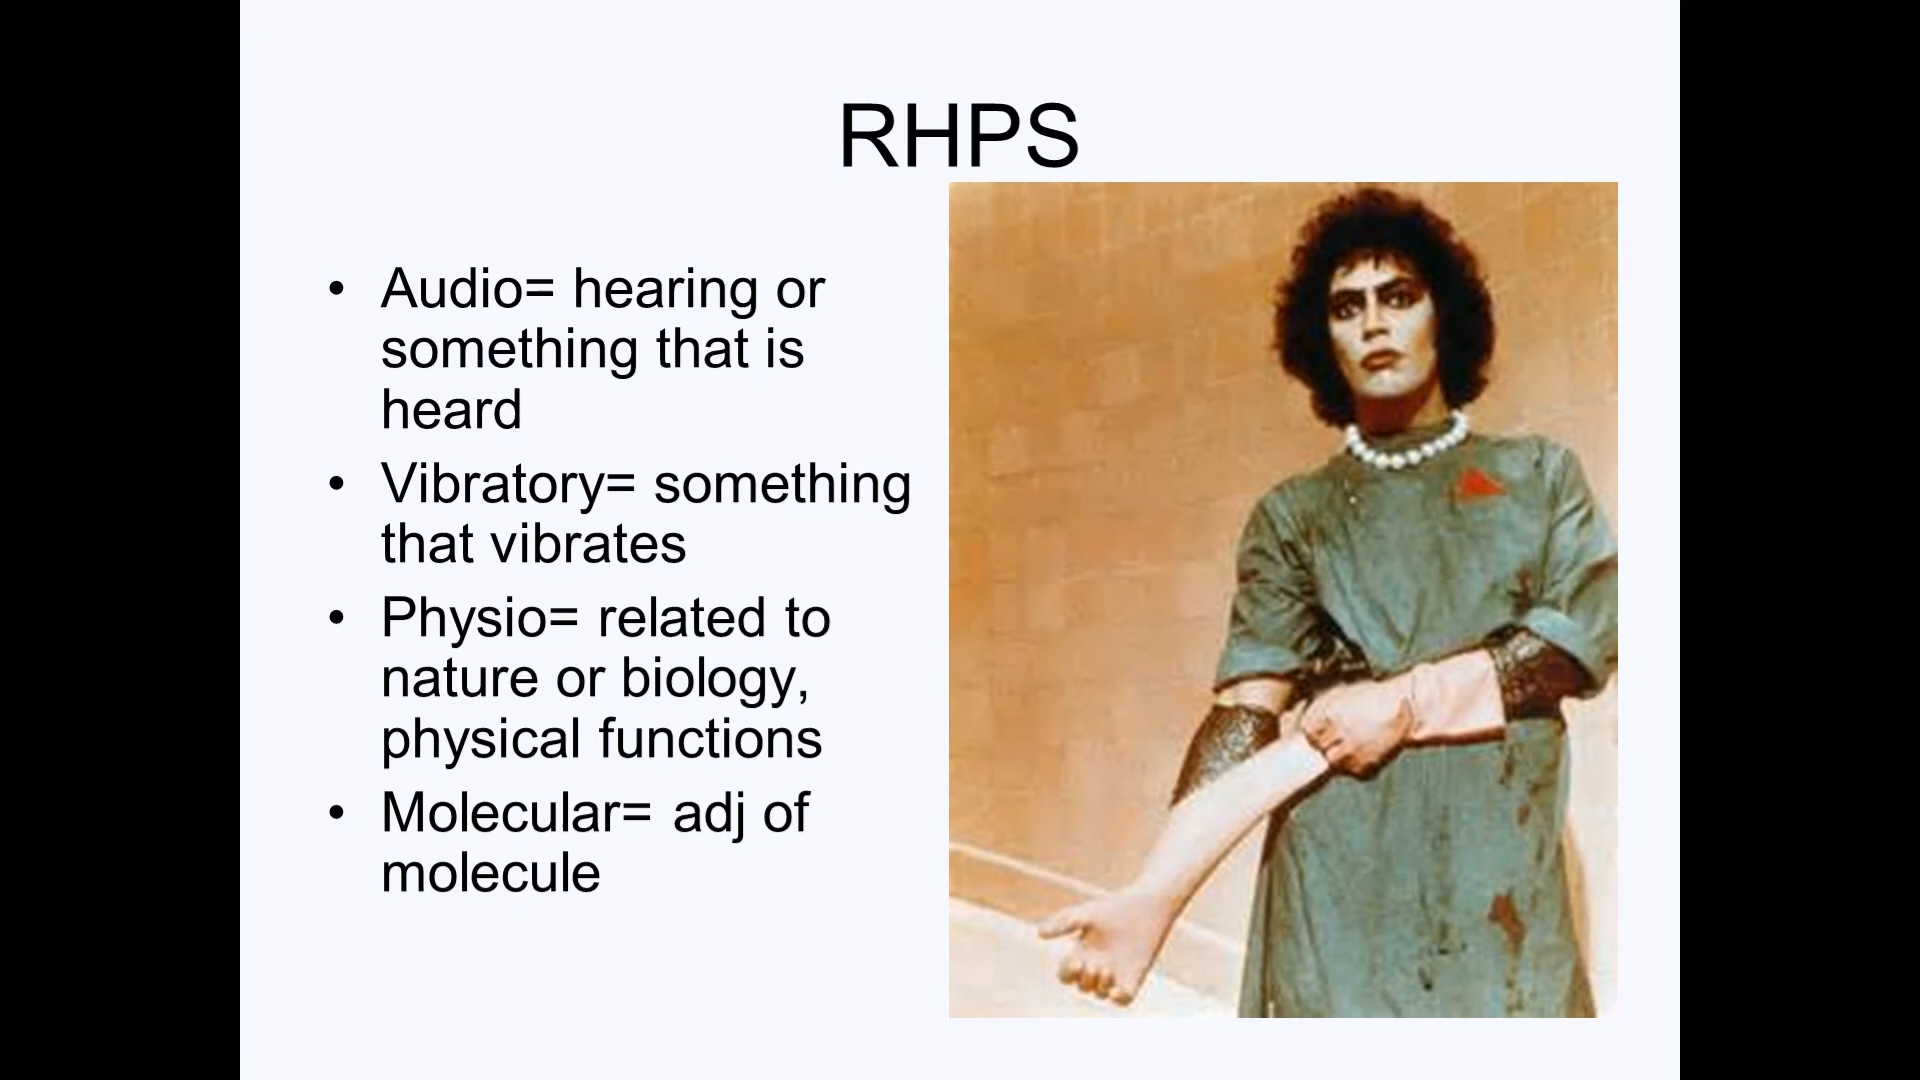 RHPS
• Audio= hearing or
something that is
heard
• Vibratory= something
that vibrates
• Physio= related to
nature or biology,
physical functions
• Molecular= adj of
molecule